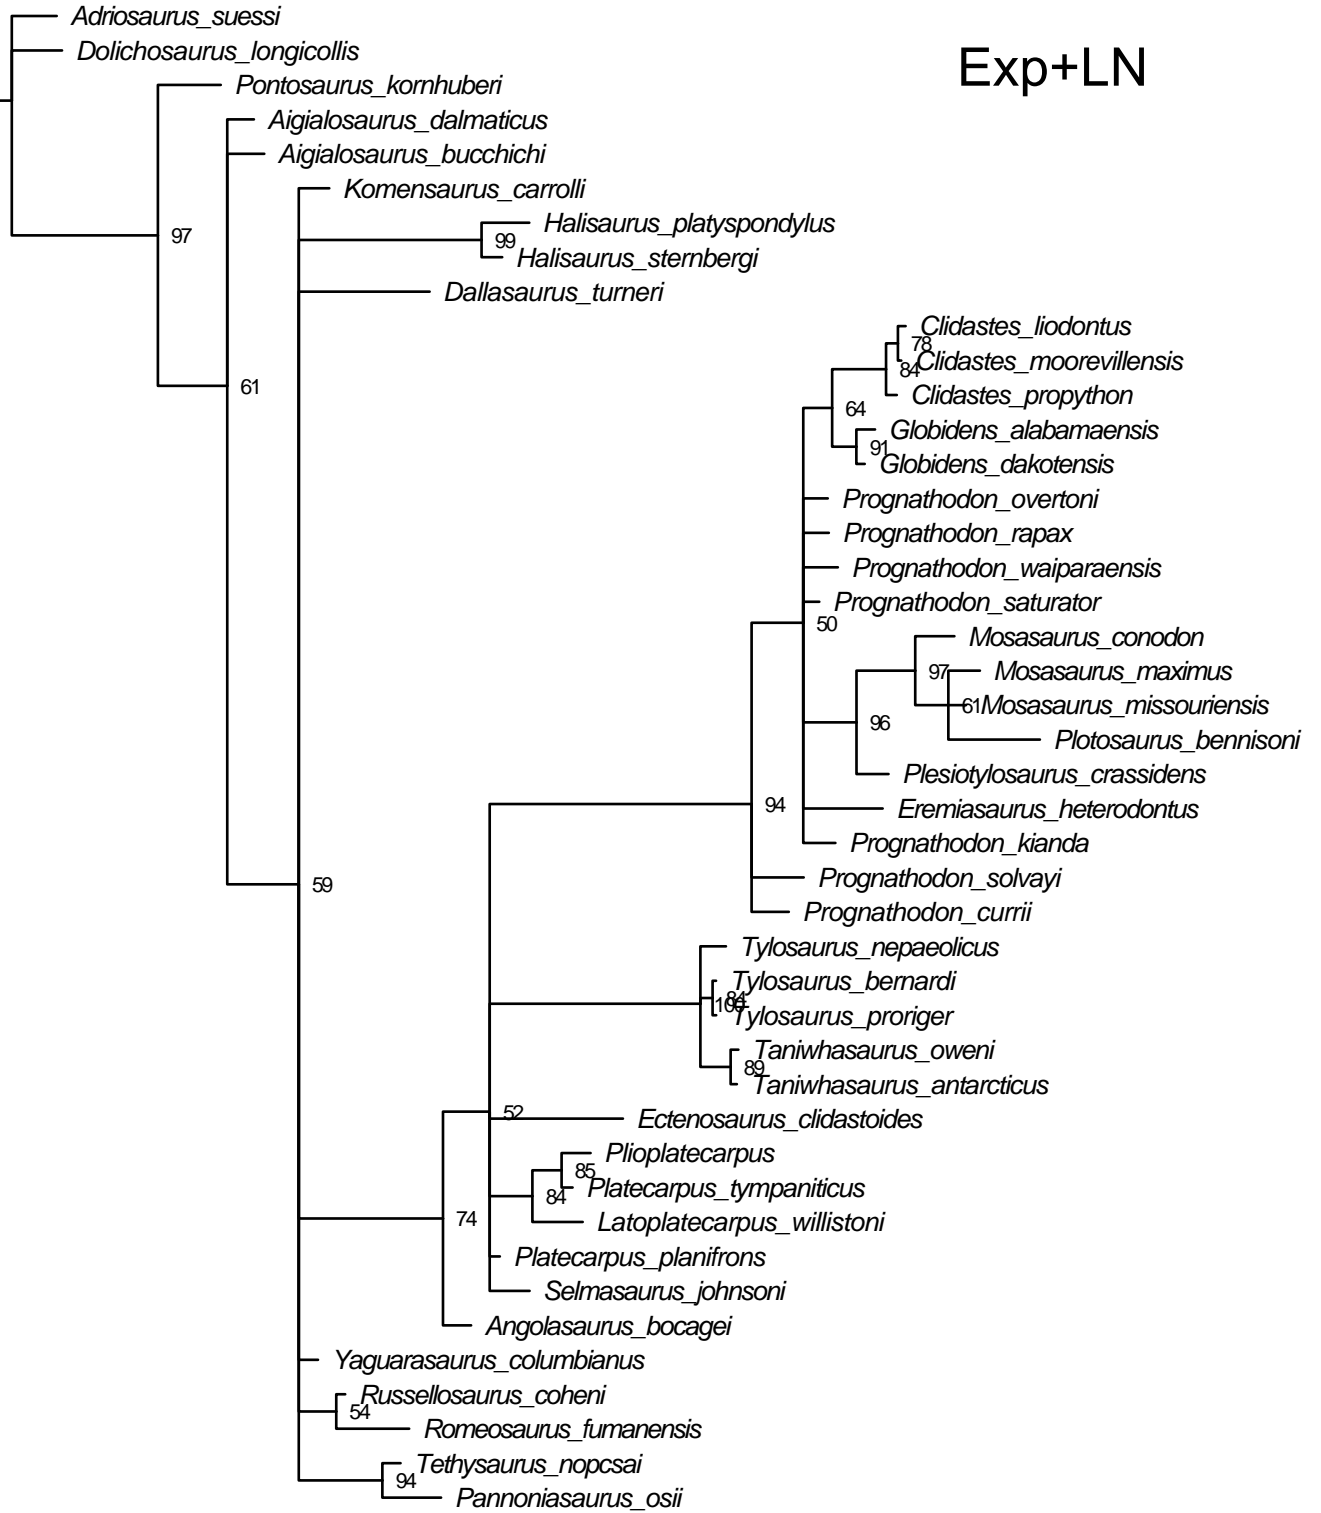 Adriosaurus_suessi
Dolichosaurus_longicollis
Exp+LN
Pontosaurus_kornhuberi
Aigialosaurus_dalmaticus
Aigialosaurus_bucchichi
Komensaurus_carrolli
Halisaurus_platyspondylus
97
99
Halisaurus_sternbergi
Dallasaurus_turneri
Clidastes_liodontus
78
Clidastes_moorevillensis
84
61
Clidastes_propython
64
Globidens_alabamaensis
91
Globidens_dakotensis
Prognathodon_overtoni
Prognathodon_rapax
Prognathodon_waiparaensis
Prognathodon_saturator
50
Mosasaurus_conodon
97
Mosasaurus_maximus
61
Mosasaurus_missouriensis
96
Plotosaurus_bennisoni
Plesiotylosaurus_crassidens
94
Eremiasaurus_heterodontus
Prognathodon_kianda
Prognathodon_solvayi
59
Prognathodon_currii
Tylosaurus_nepaeolicus
Tylosaurus_bernardi
84
100
Tylosaurus_proriger
Taniwhasaurus_oweni
89
Taniwhasaurus_antarcticus
52
Ectenosaurus_clidastoides
Plioplatecarpus
85
Platecarpus_tympaniticus
84
Latoplatecarpus_willistoni
74
Platecarpus_planifrons
Selmasaurus_johnsoni
Angolasaurus_bocagei
Yaguarasaurus_columbianus
Russellosaurus_coheni
54
Romeosaurus_fumanensis
Tethysaurus_nopcsai
94
Pannoniasaurus_osii